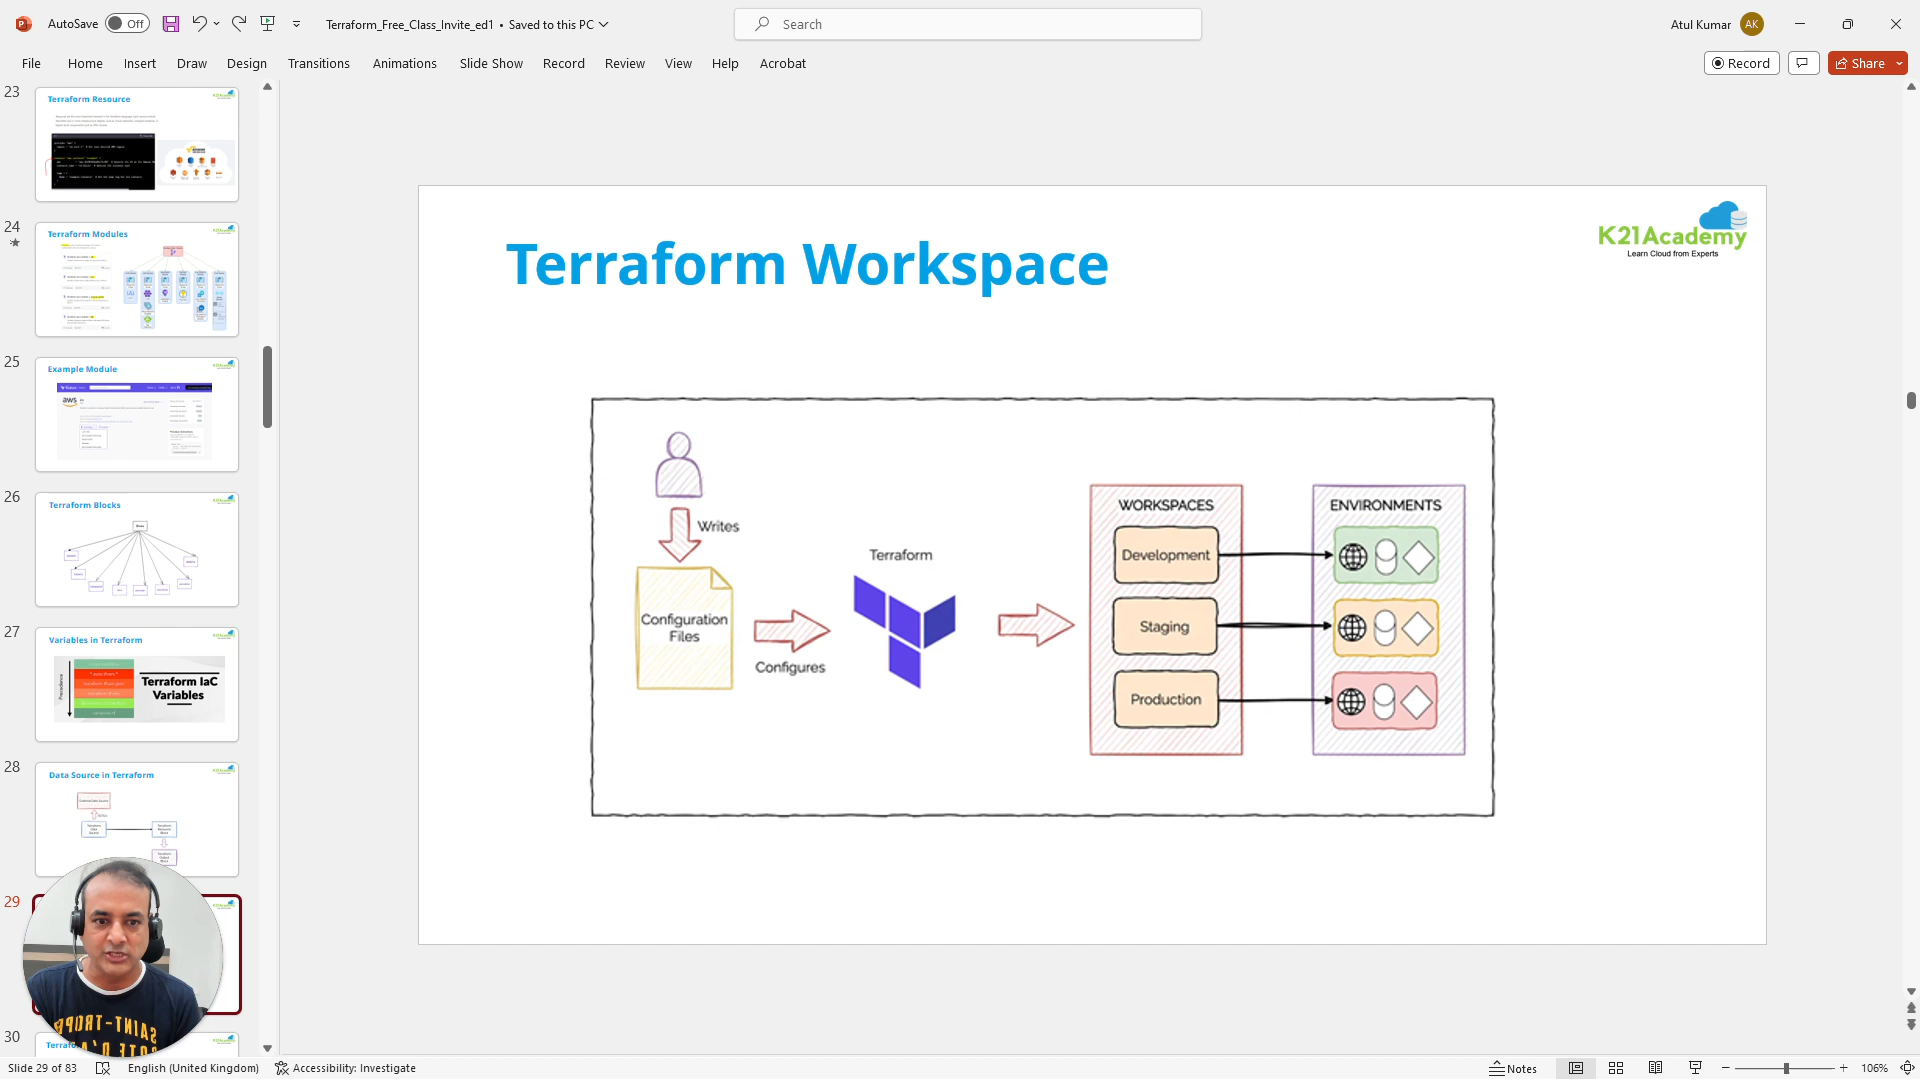 AutoSave Off
Terraform_Free_Class_Invite_ed1 • Saved to this PC
Search
Atul Kumar AK
File Home Insert Draw Design Transitions Animations Slide Show Record Review View Help Acrobat
Record
Share
23
Terraform Resource
24
Terraform Modules
25
Example Module
aws
26
Terraform Blocks
27
Variables in Terraform
Precedence
Terraform IaC
Variables
28
Data Source in Terraform
29
30
K21Academy
Learn Cloud from Experts
Terraform Workspace
Writes
Configuration
Files
Configures
Terraform
WORKSPACES
Development
Staging
Production
ENVIRONMENTS
SAINT-TROP
Slide 29 of 83
English (United Kingdom)
Accessibility: Investigate
Notes
106%